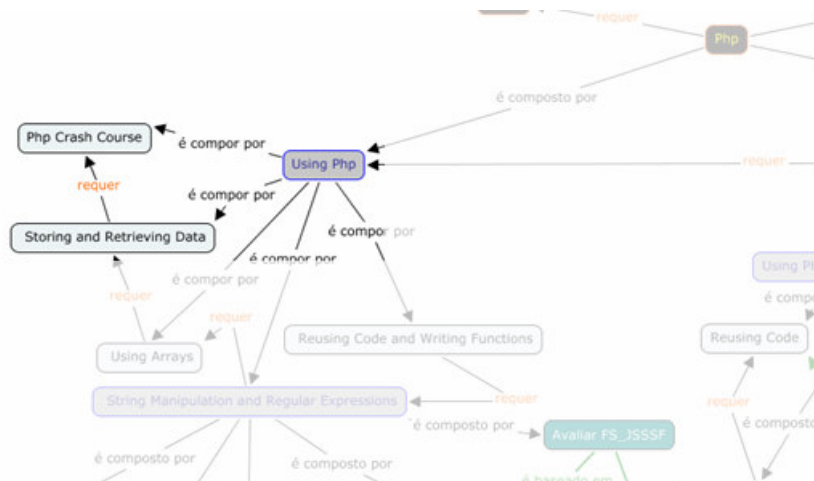 requer
Php
é composto por
Php Crash Course
é compor por
Using Php
requer
requer
é compor por
Storing and Retrieving Data
é compor por
é compor por
é compor por
requer
requer
Reusing Code and Writing Functions
Using Arrays
Reusing Code
é compo
String Manipulation and Regular Expressions
requer
requer
é composto por
é composto
Avaliar FS_JSSSF
é composto por
é composto por
é baseado em